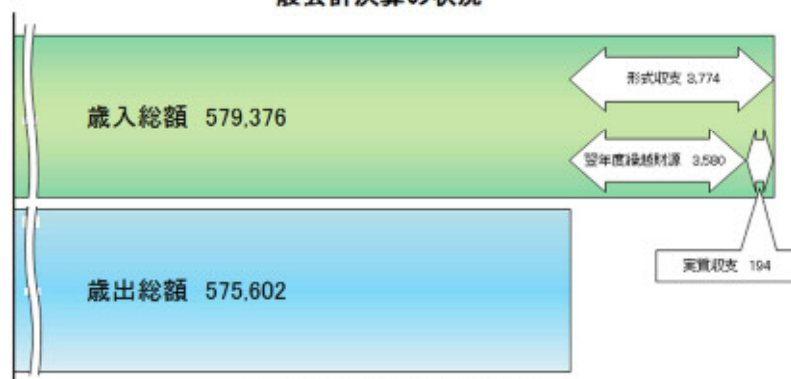 般会計決算の状況
形式収支 3,774
歳入総額 579,376
翌年度繰越財源 3,580
実質収支 194
歳出総額 575,602